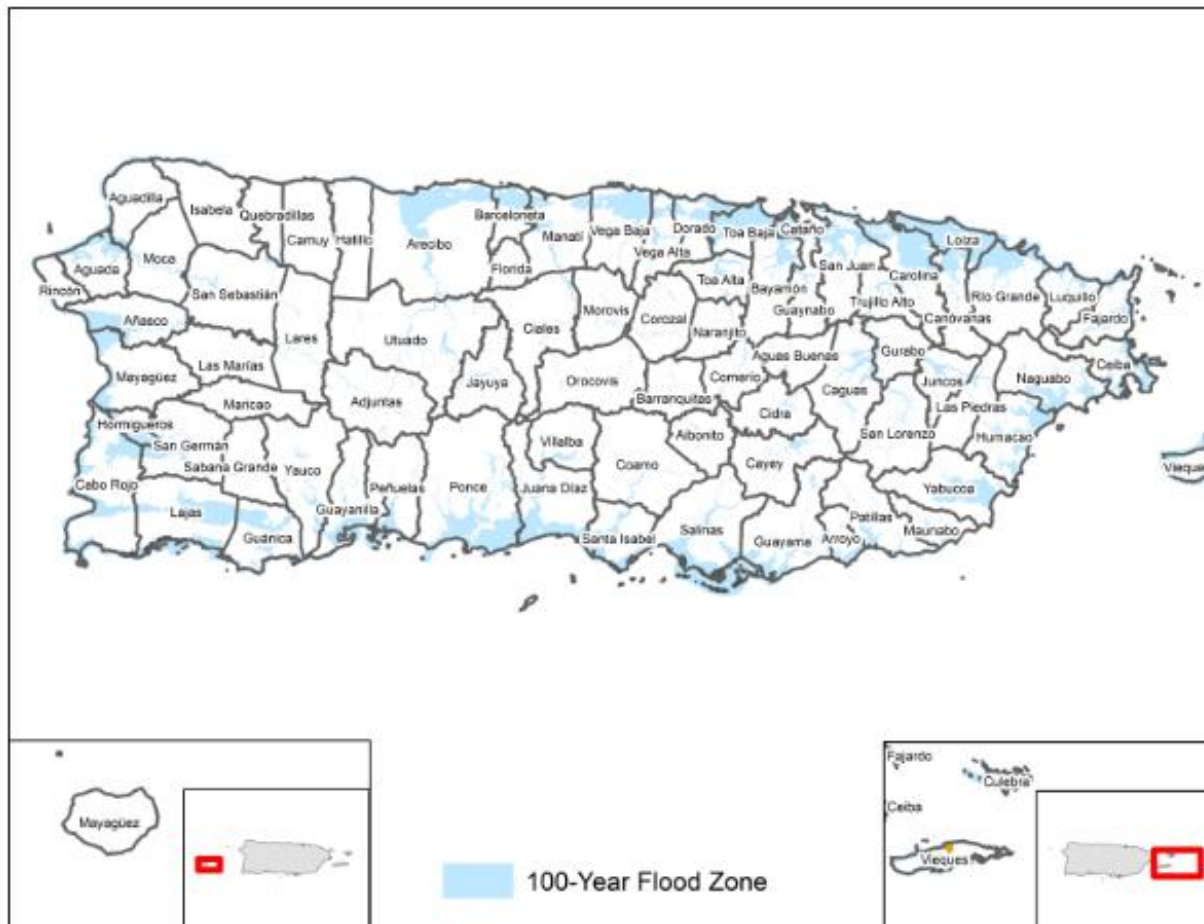 Aguadilla
Isabela
Quebradillas
Camuy
Hatillo
Arecibo
Barceloneta
Manatí
Vega Baja
Vega Alta
Dorado
Toa Baja
Cataño
Loíza
Moca
Aguada
Rincón
San Sebastián
Florida
Toa Alta
Bayamón
San Juan
Carolina
Trujillo Alto
Guaynabo
Canóvanas
Río Grande
Luquillo
Fajardo
Añasco
Lares
Utuado
Ciales
Morovis
Corozal
Naranjito
Aguas Buenas
Gurabo
Ceiba
Mayagüez
Las Marías
Maricao
Adjuntas
Jayuya
Orocovis
Barranquitas
Comerío
Cidra
Caguas
Juncos
Las Piedras
Naguabo
Hormigueros
San Germán
Sabana Grande
Yauco
Villalba
Aibonito
Cayey
San Lorenzo
Humacao
Vieques
Cabo Rojo
Lajas
Guánica
Guayanilla
Peñuelas
Ponce
Juana Díaz
Coamo
Santa Isabel
Salinas
Guayama
Arroyo
Patillas
Maunabo
Yabucoa
Mayagüez
100-Year Flood Zone
Fajardo
Culebra
Ceiba
Vieques